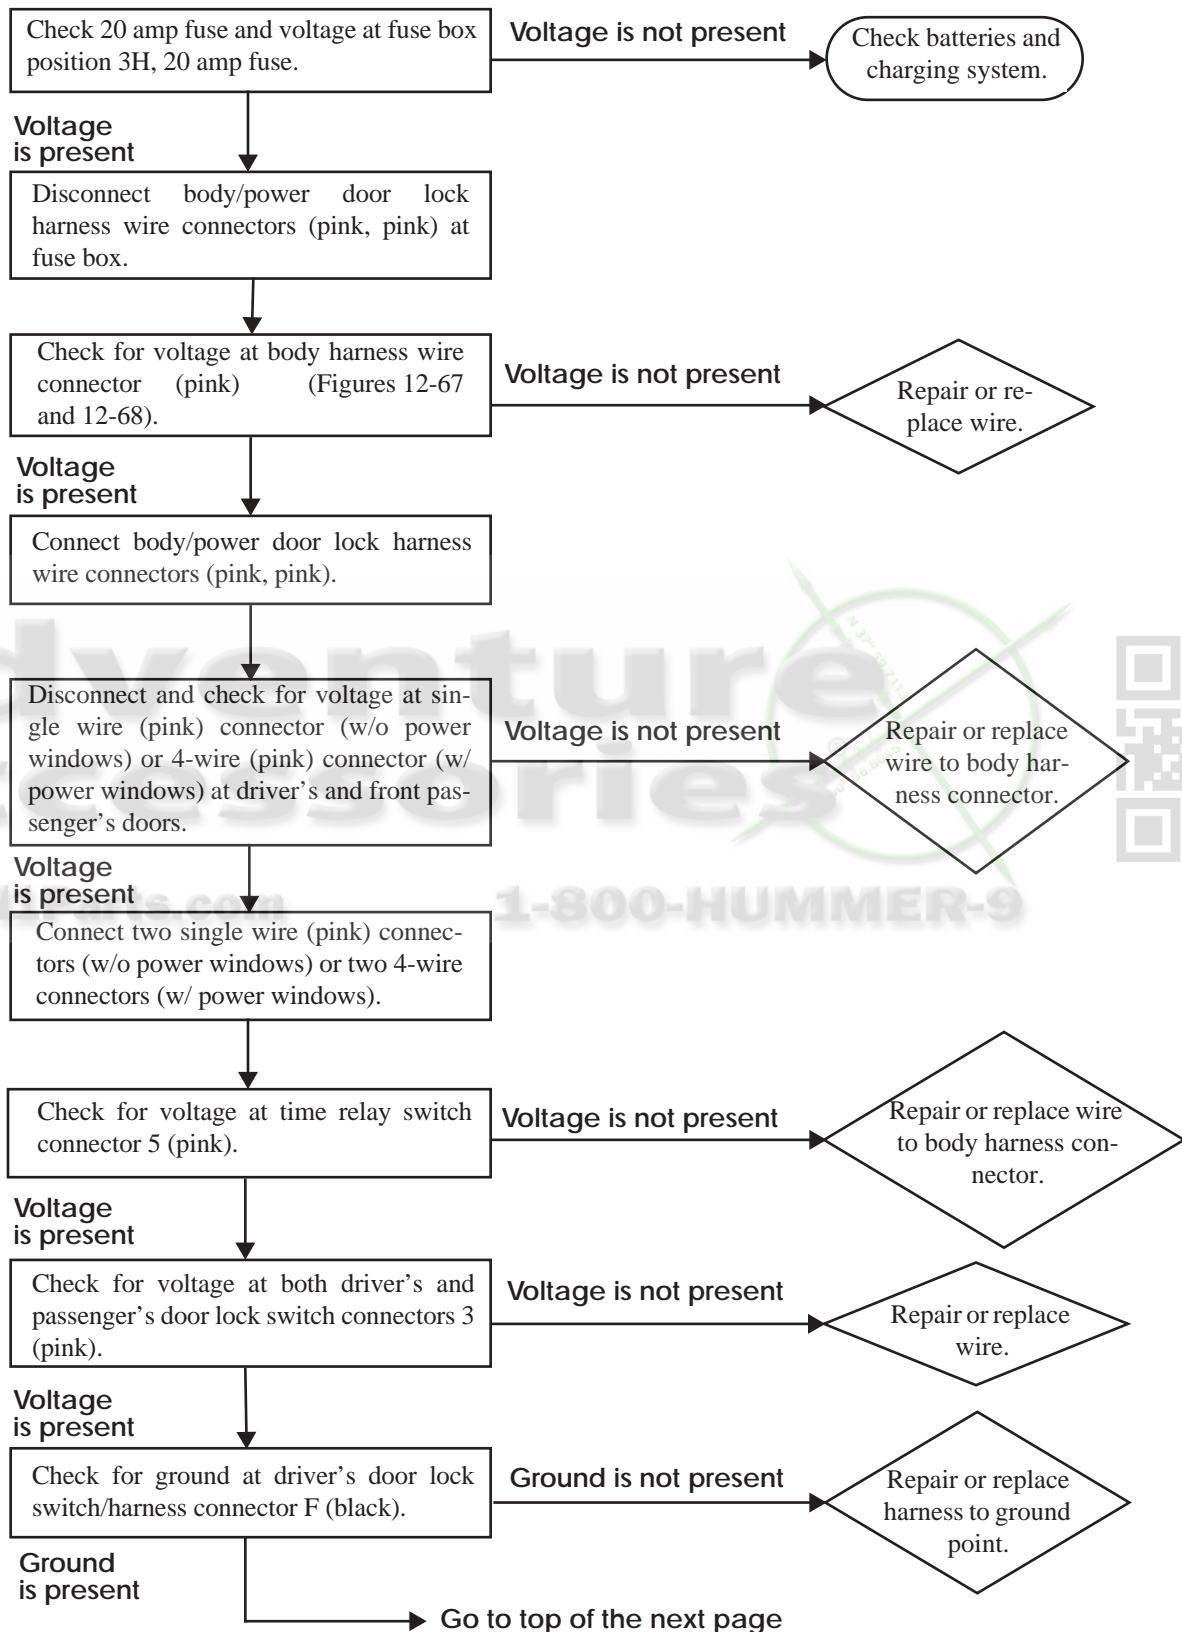 Check 20 amp fuse and voltage at fuse box
position 3H, 20 amp fuse.
Voltage is not present
Check batteries and
charging system.
Voltage
is present
Disconnect body/power door lock
harness wire connectors (pink, pink) at
fuse box.
Check for voltage at body harness wire
connector (pink) (Figures 12-67
and 12-68).
Voltage is not present
Repair or re-
place wire.
Voltage
is present
Connect body/power door lock harness
wire connectors (pink, pink).
dventure
Disconnect and check for voltage at sin-
gle wire (pink) connector (w/o power
windows) or 4-wire (pink) connector (w/
power windows) at driver’s and front pas-
senger’s doors.
Voltage is not present
Repair or replace
wire to body har-
ness connector.
ccessories
Voltage
is present
1Parts.com
1-800-HUMMER-9
Connect two single wire (pink) connec-
tors (w/o power windows) or two 4-wire
connectors (w/ power windows).
Check for voltage at time relay switch
connector 5 (pink).
Voltage is not present
Repair or replace wire
to body harness con-
nector.
Voltage
is present
Check for voltage at both driver’s and
passenger’s door lock switch connectors 3
(pink).
Voltage is not present
Repair or replace
wire.
Voltage
is present
Check for ground at driver’s door lock
switch/harness connector F (black).
Ground is not present
Repair or replace
harness to ground
point.
Ground
is present
Go to top of the next page